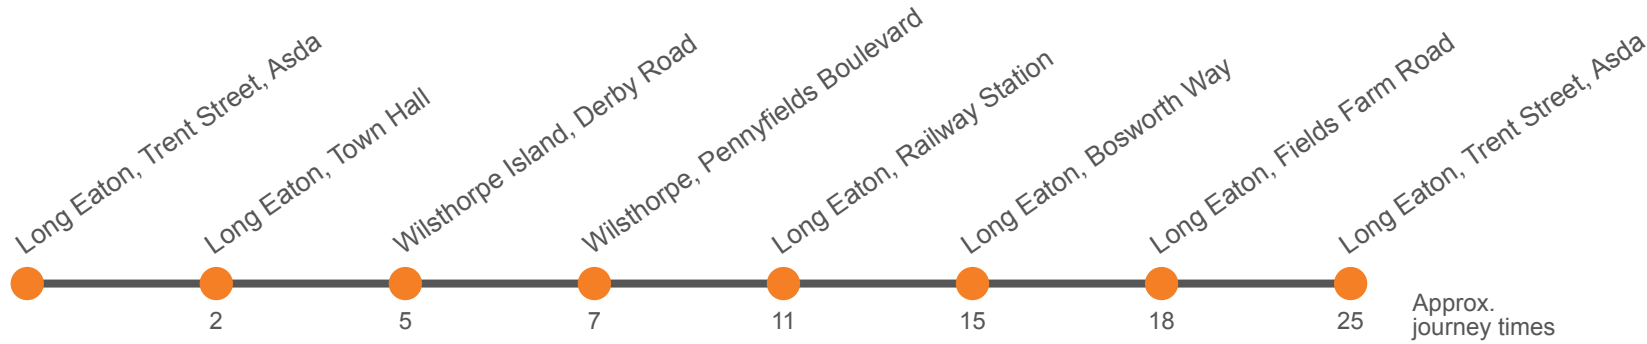 Long Eaton, Trent Street, Asda
Long Eaton, Town Hall
Wilsthorpe Island, Derby Road
Wilsthorpe, Pennyfields Boulevard
Long Eaton, Railway Station
Long Eaton, Bosworth Way
Long Eaton, Fields Farm Road
Long Eaton, Trent Street, Asda
2
5
7
11
15
18
25
Approx.
journey times